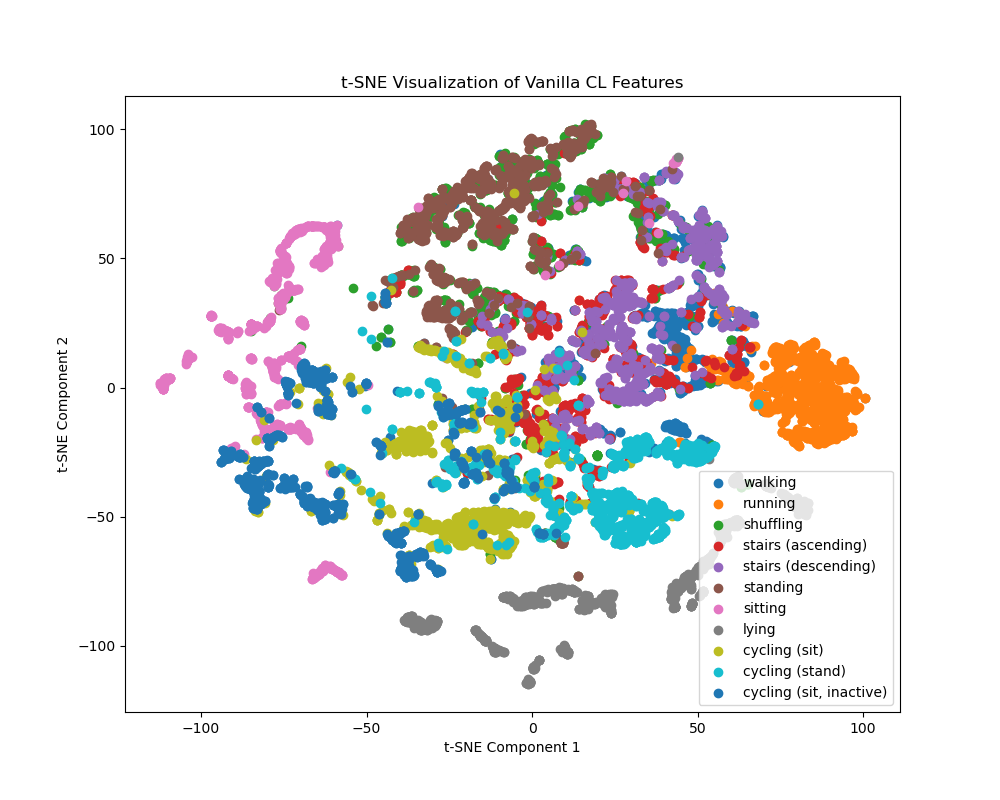 t-SNE Visualization of Vanilla CL Features
100
50
0
−50
−100
t-SNE Component 2
−100
−50
0
50
100
t-SNE Component 1
walking
running
shuffling
stairs (ascending)
stairs (descending)
standing
sitting
lying
cycling (sit)
cycling (stand)
cycling (sit, inactive)